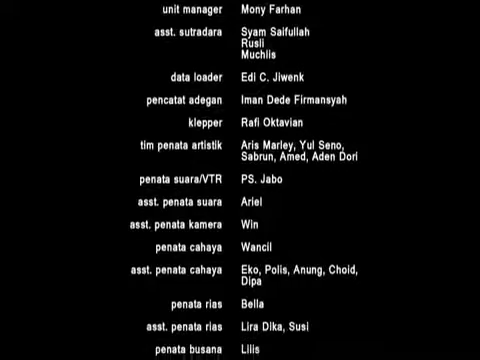 unit manager Mony Farhan
asst. sutradara Syam Saifullah
Rusli
Muchlis
data loader Edi C. Jiwenk
pencatat adegan Iman Dede Firmansyah
klepper Rafi Oktavian
tim penata artistik Aris Marley, Yul Seno,
Sabrun, Amed, Aden Dori
penata suara/VTR PS. Jabo
asst. penata suara Ariel
asst. penata kamera Win
penata cahaya Wancil
asst. penata cahaya Eko, Polis, Anung, Choid,
Dipa
penata rias Bella
asst. penata rias Lira Dika, Susi
penata busana Lilis